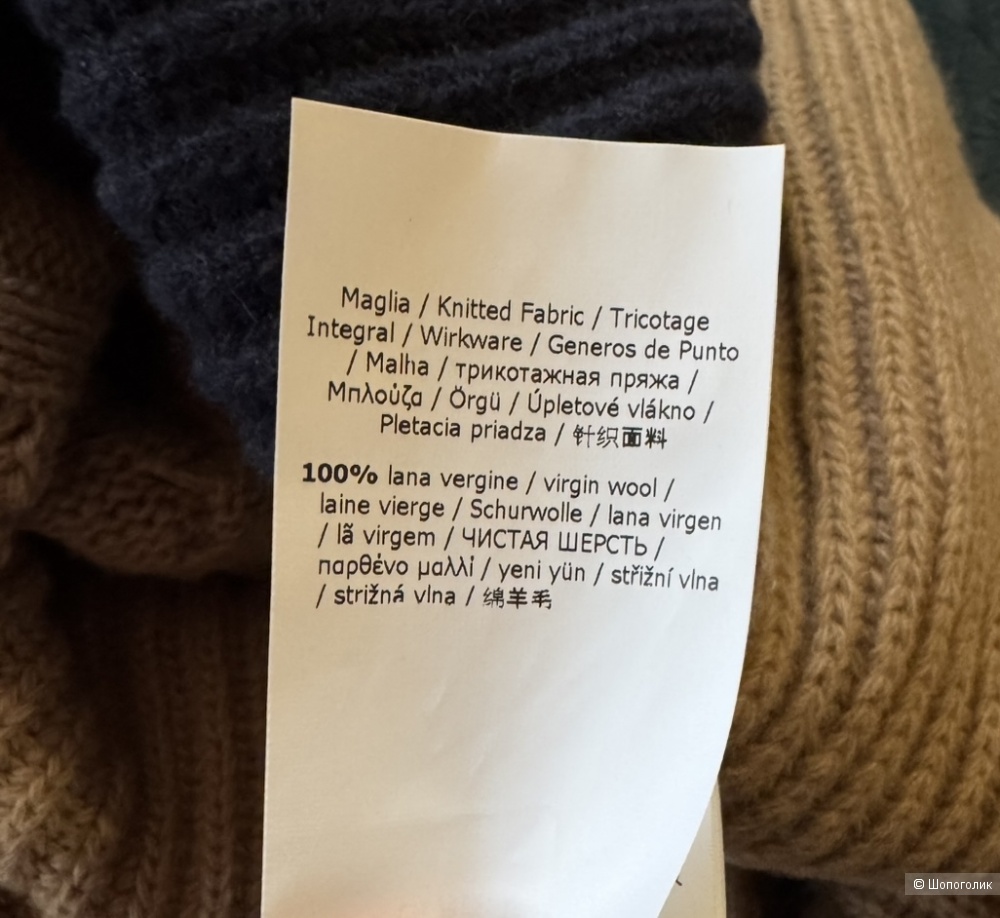 Maglia / Knitted Fabric / Tricotage
Integral / Wirkware / Generos de Punto
/ Malha / трикотажная пряжа /
Μπλούζα / Örgü / Úpletové vlákno /
Pletacia priadza / 针织面料
100% lana vergine / virgin wool /
laine vierge / Schurwolle / lana virgen
/ lã virgem / ЧИСТАЯ ШЕРСТЬ /
παρθένο μαλλί / yeni yün / střižní vlna
/ strižná vlna / 绵羊毛
© Шопоголик